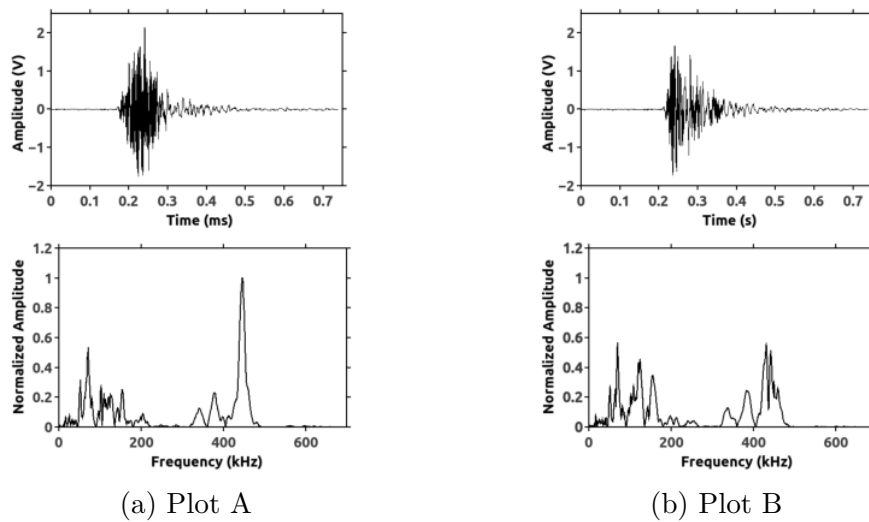 2
1
0
−1
−2
Amplitude (V)
0 0.1 0.2 0.3 0.4 0.5 0.6 0.7
Time (ms)
2
1
0
−1
−2
Amplitude (V)
0 0.1 0.2 0.3 0.4 0.5 0.6 0.7
Time (s)
1.2
1
0.8
0.6
0.4
0.2
0
Normalized Amplitude
0 200 400 600
Frequency (kHz)
1.2
1
0.8
0.6
0.4
0.2
0
Normalized Amplitude
0 200 400 600
Frequency (kHz)
(a) Plot A
(b) Plot B